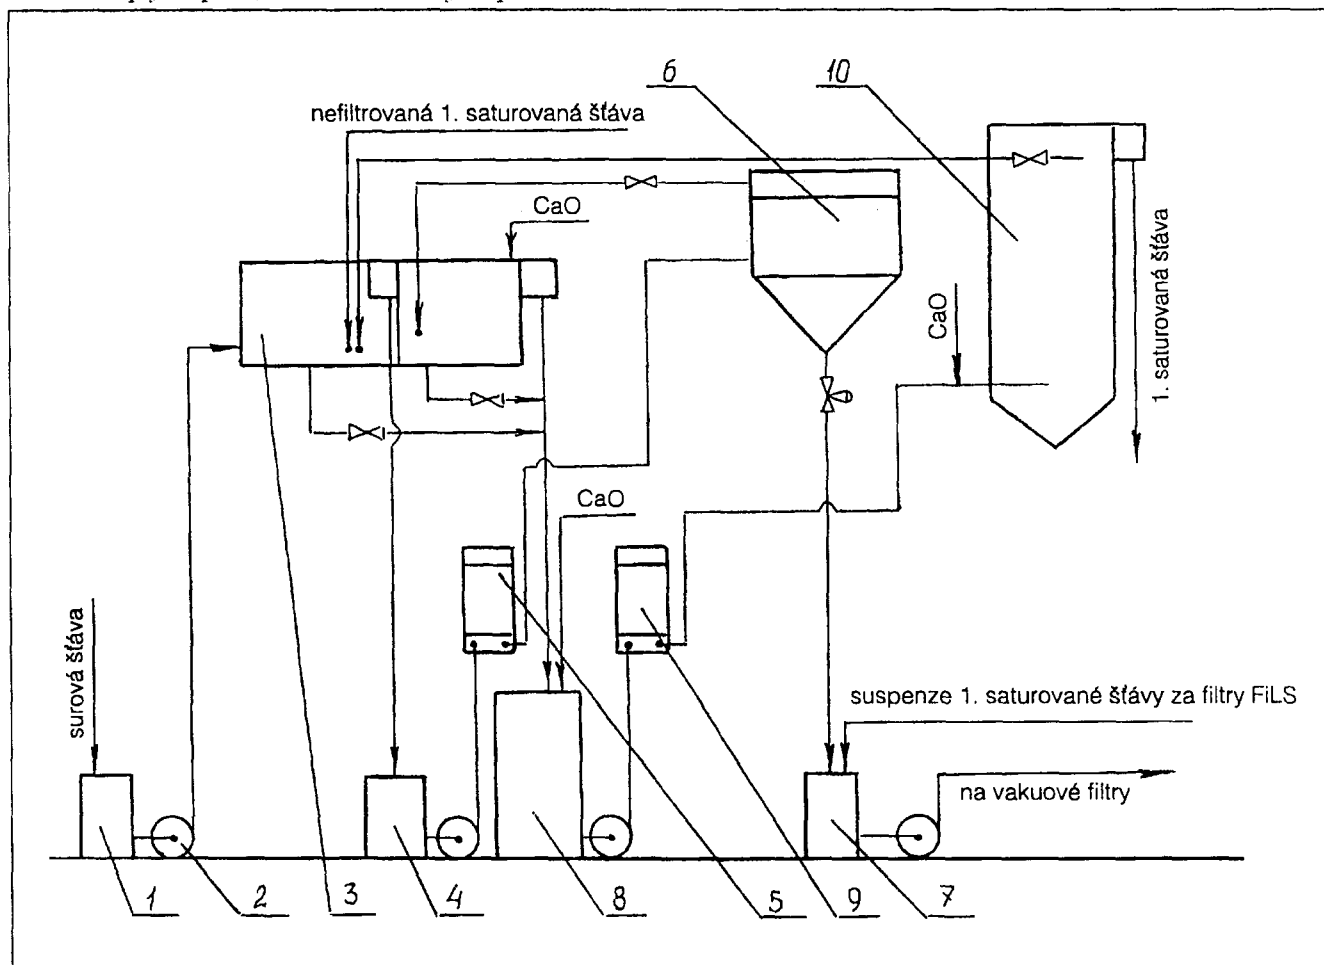 6
10
nefiltrovaná 1. saturovaná šťáva
CaO
CaO
1. saturovaná šťáva
CaO
surová šťáva
suspenze 1. saturované šťávy za filtry FiLS
na vakuové filtry
1
2
3
4
8
5
9
7